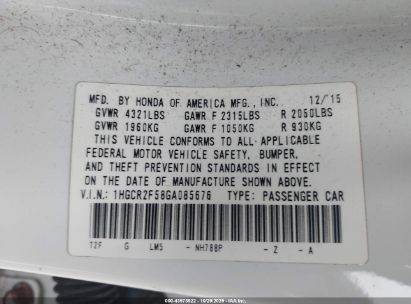 MFD. BY HONDA OF AMERICA MFG., INC. 12/15
GVWR 4321LBS GAWR F 2315LBS R 2050LBS
GVWR 1960KG GAWR F 1050KG R 930KG
THIS VEHICLE CONFORMS TO ALL-APPLICABLE
FEDERAL MOTOR VEHICLE SAFETY, BUMPER,
AND THEFT PREVENTION STANDARDS IN EFFECT
ON THE DATE OF MANUFACTURE SHOWN ABOVE.
V.I.N.: 1HGCR2F58GA085676 TYPE: PASSENGER CAR
12F G LM5 - NH788P - Z - A